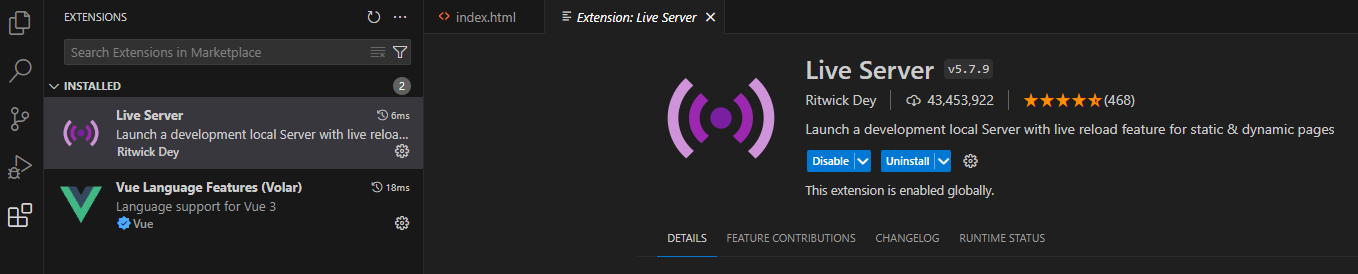 EXTENSIONS
Search Extensions in Marketplace
INSTALLED 2
Live Server 6ms
Launch a development local Server with live reloa...
Ritwick Dey
Vue Language Features (Volar) 18ms
Language support for Vue 3
Vue
index.html Extension: Live Server
Live Server v5.7.9
Ritwick Dey 43,453,922 (468)
Launch a development local Server with live reload feature for static & dynamic pages
Disable Uninstall
This extension is enabled globally.
DETAILS FEATURE CONTRIBUTIONS CHANGELOG RUNTIME STATUS